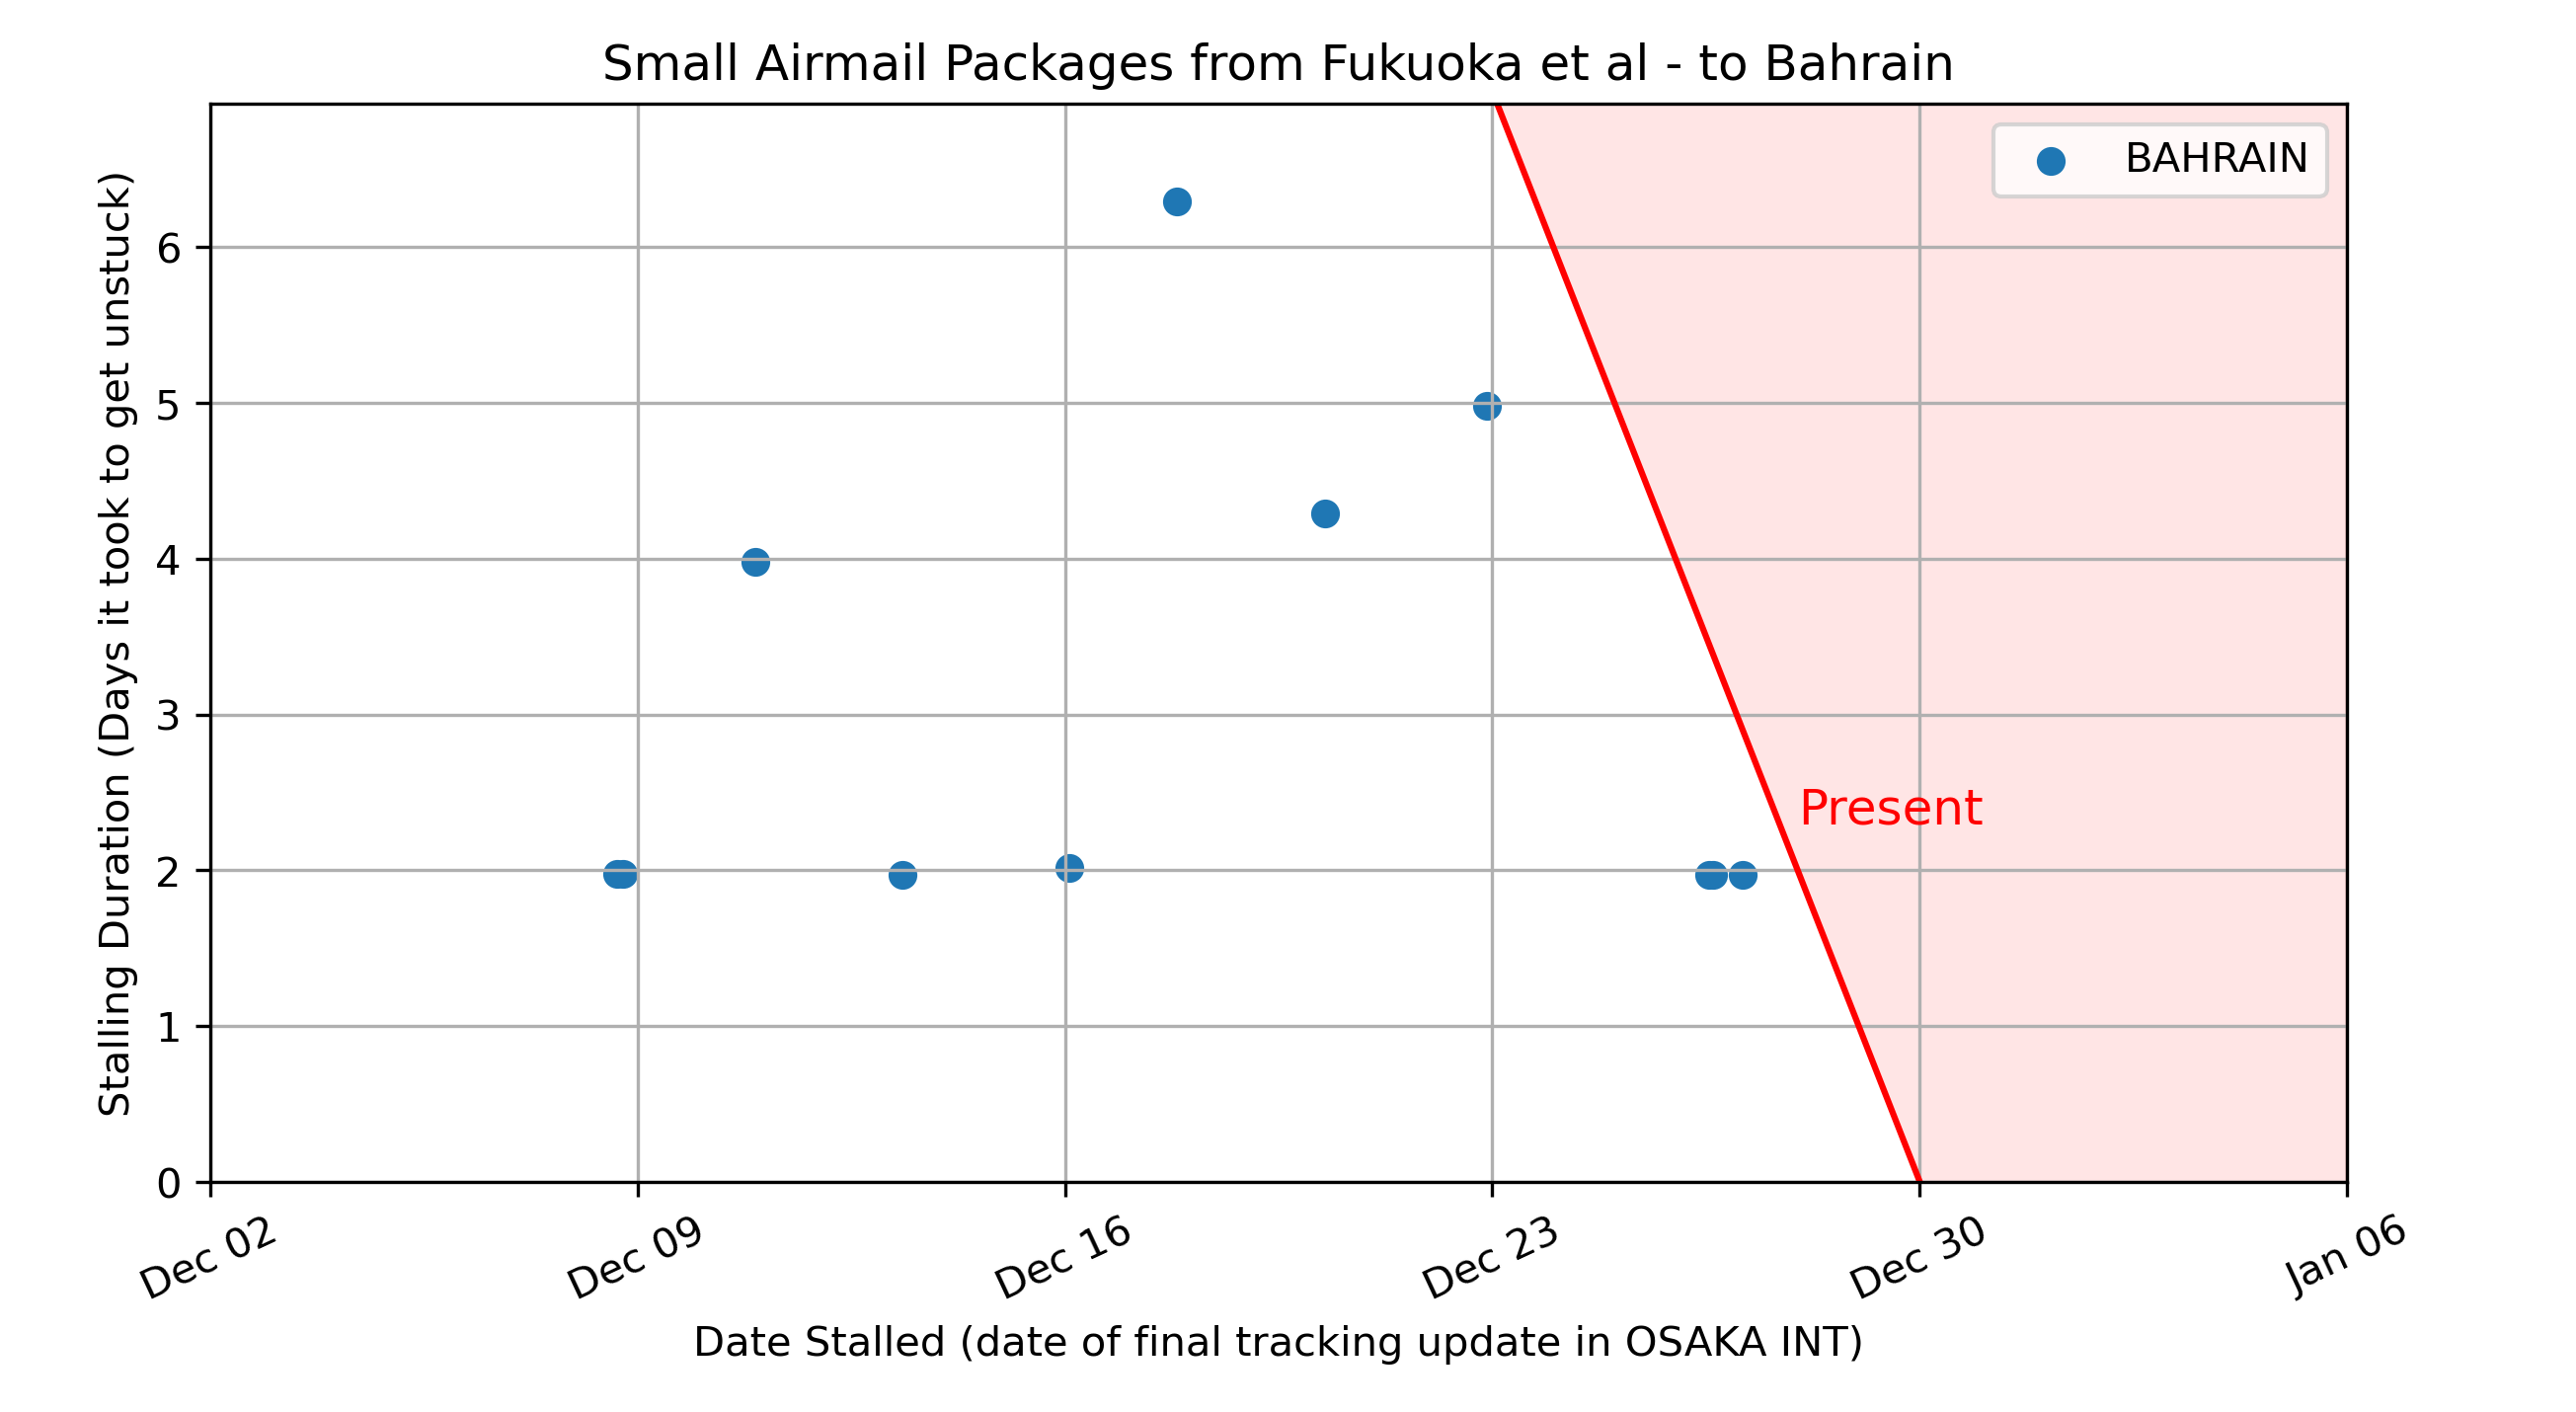 Small Airmail Packages from Fukuoka et al - to Bahrain
BAHRAIN
Stalling Duration (Days it took to get unstuck)
6
5
4
3
2
1
0
Present
Dec 02
Dec 09
Dec 16
Dec 23
Dec 30
Jan 06
Date Stalled (date of final tracking update in OSAKA INT)